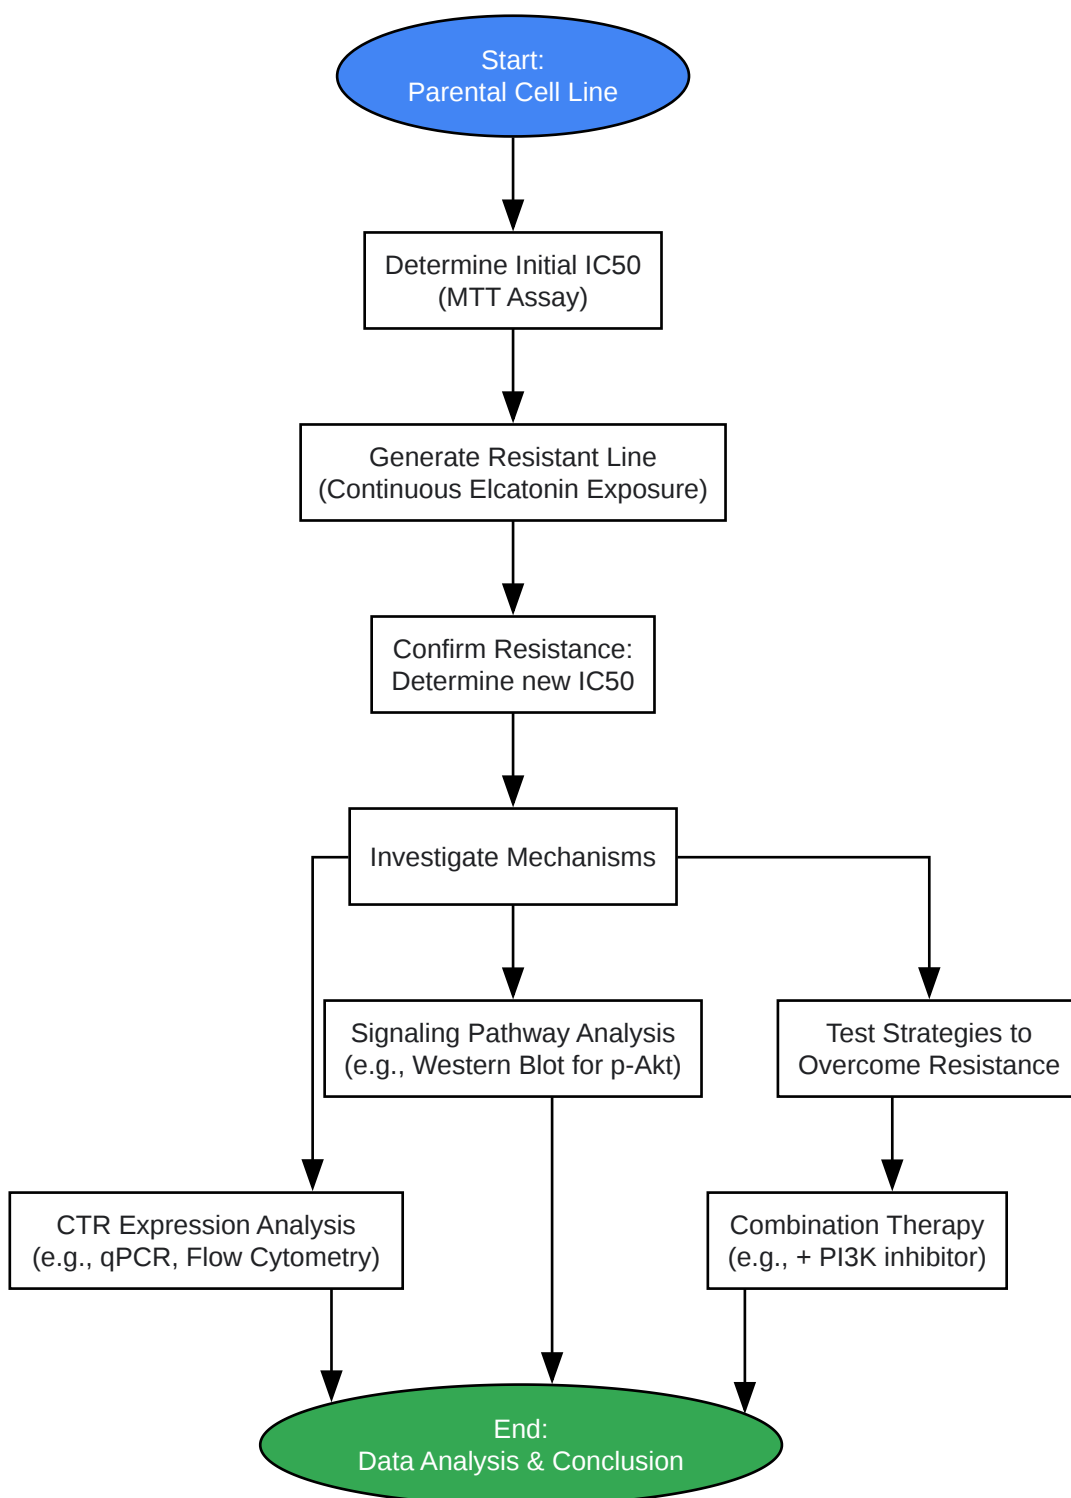 Start:
Parental Cell Line
Determine Initial IC50
(MTT Assay)
Generate Resistant Line
(Continuous Elcatonin Exposure)
Confirm Resistance:
Determine new IC50
Investigate Mechanisms
Signaling Pathway Analysis
(e.g., Western Blot for p-Akt)
Test Strategies to
Overcome Resistance
CTR Expression Analysis
(e.g., qPCR, Flow Cytometry)
Combination Therapy
(e.g., + PI3K inhibitor)
End:
Data Analysis & Conclusion